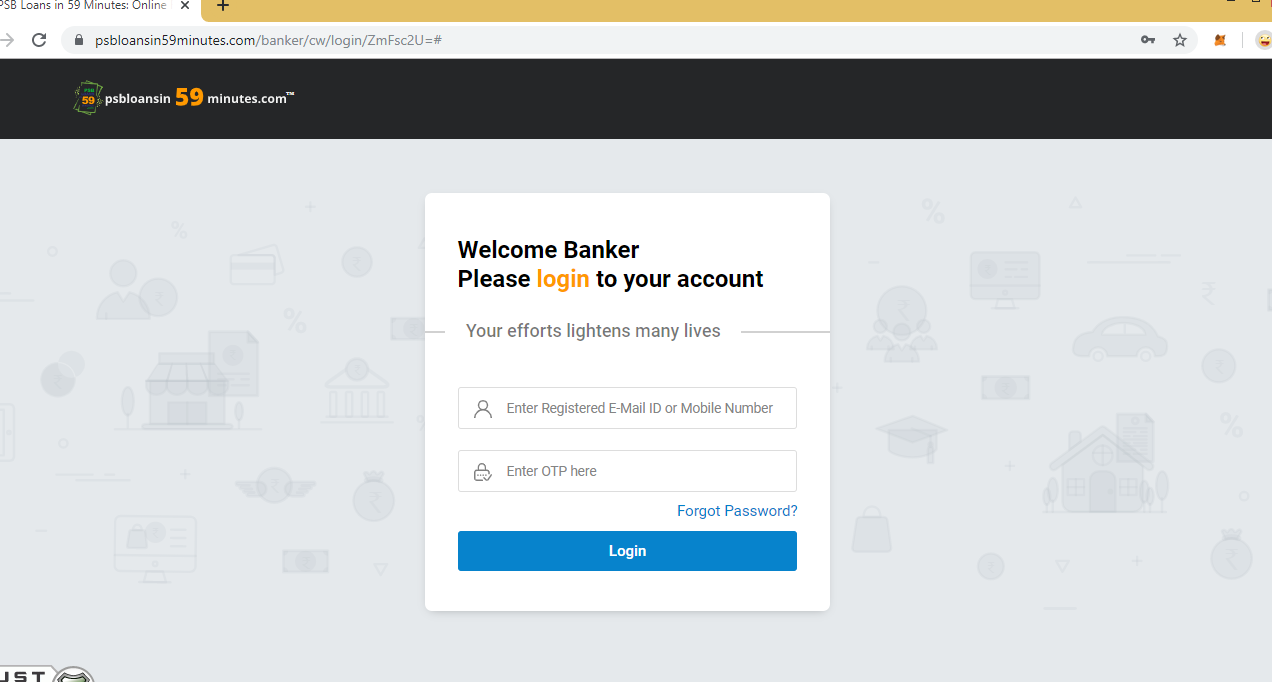 PSB Loans in 59 Minutes: Online
psbloansin59minutes.com/banker/cw/login/ZmFsc2U=#
PSB
59
psbloansin 59 minutes.com™
Welcome Banker
Please login to your account
Your efforts lightens many lives
Enter Registered E-Mail ID or Mobile Number
Enter OTP here
Forgot Password?
Login
UST